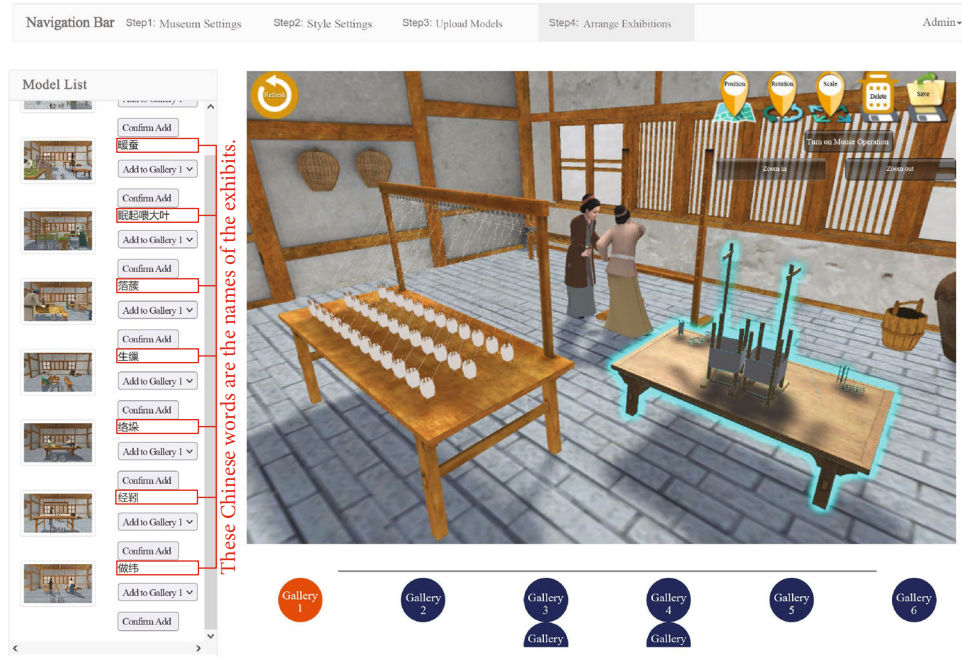 Navigation Bar Step1: Museum Settings Step2: Style Settings Step3: Upload Models Step4: Arrange Exhibitions Admin
Model List
Confirm Add
暖蚕
Add to Gallery 1
Confirm Add
眠起喂大叶
Add to Gallery 1
Confirm Add
箔蔟
Add to Gallery 1
Confirm Add
生缫
Add to Gallery 1
Confirm Add
络垛
Add to Gallery 1
Confirm Add
经靷
Add to Gallery 1
Confirm Add
做纬
Add to Gallery 1
Confirm Add
These Chinese words are the names of the exhibits.
Refresh
Position Rotation Scale Delete Save
Turn on Mouse Operation
Zoom in Zoom out
Gallery 1
Gallery 2
Gallery 3
Gallery 4
Gallery 5
Gallery 6
Gallery
Gallery